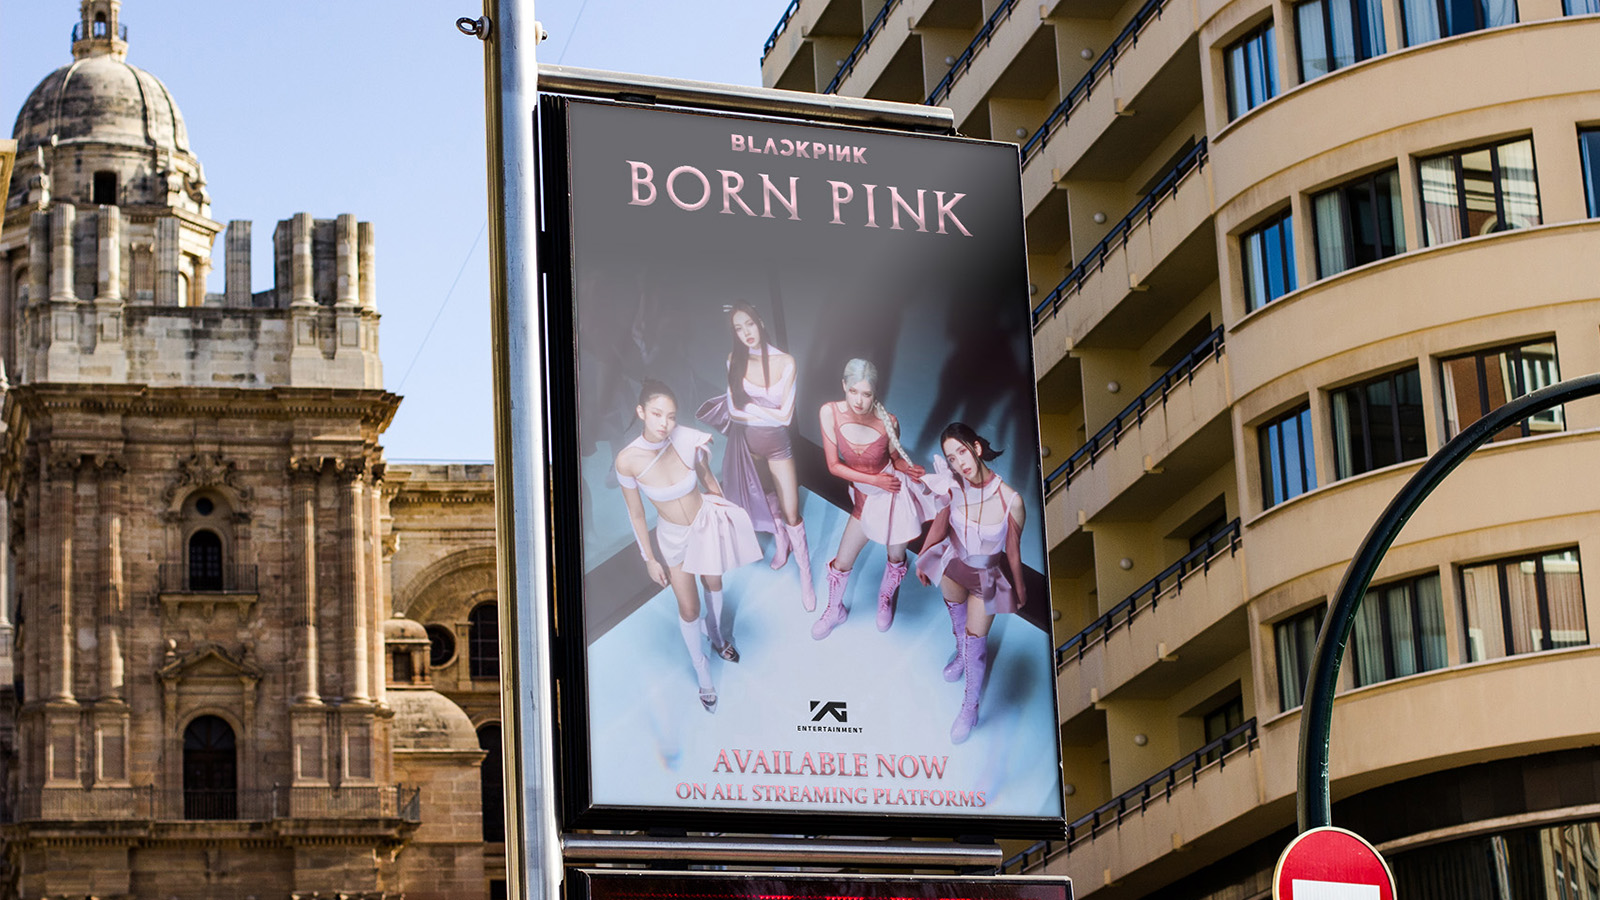 BLACKPINK
BORN PINK
YG
ENTERTAINMENT
AVAILABLE NOW
ON ALL STREAMING PLATFORMS